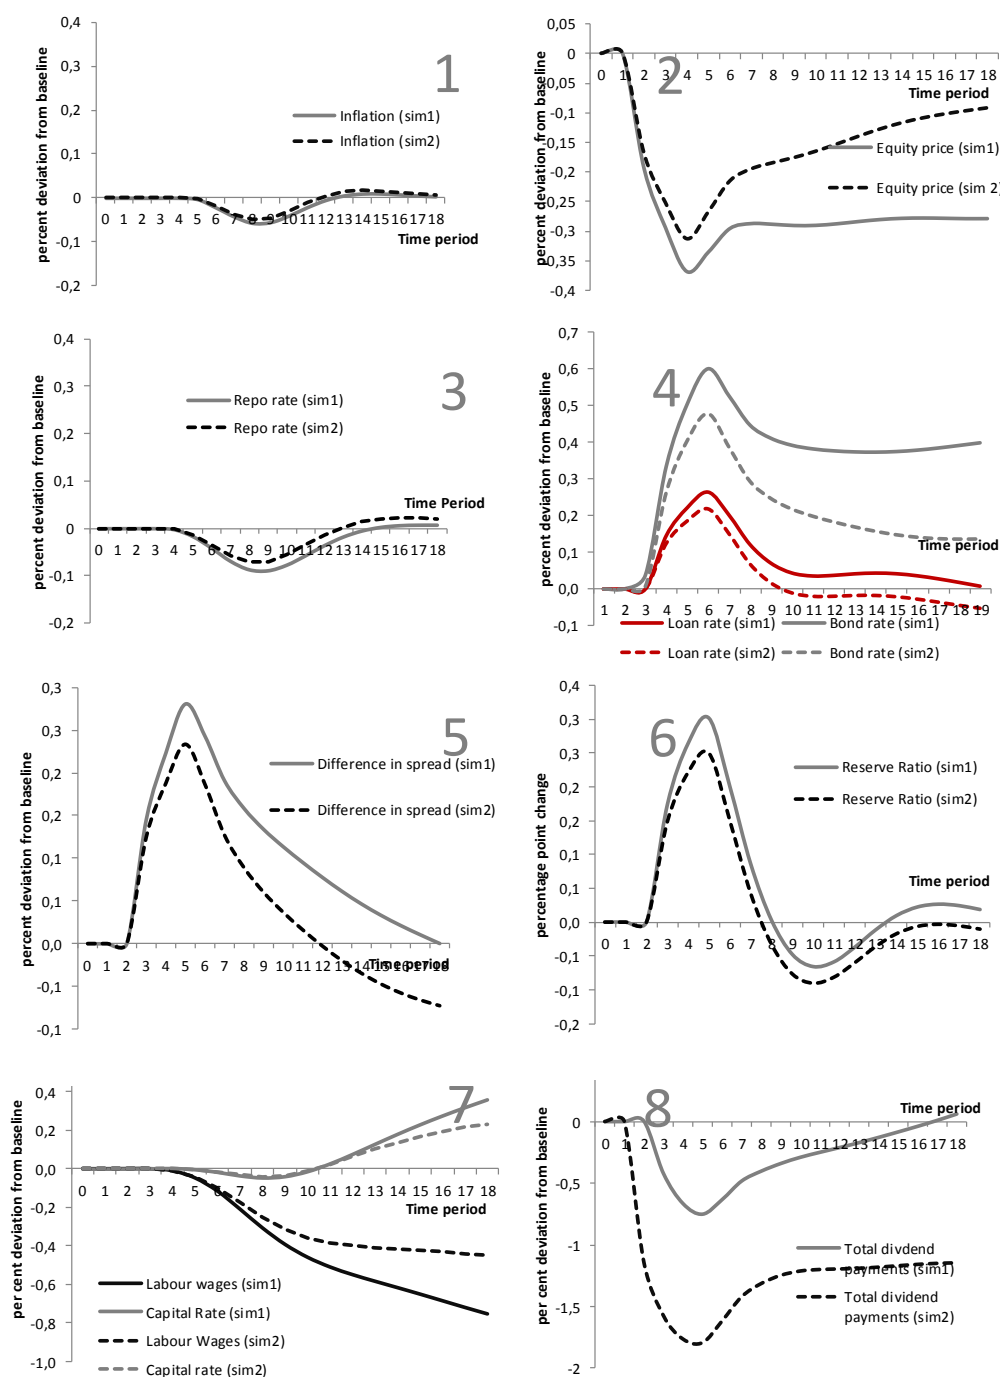 0,4
0,3
0,2
0,1
0
-0,1
-0,2
percent deviation from baseline
1
Inflation (sim1)
Inflation (sim2)
0 1 2 3 4 5 6 7 8 9 10 11 12 13 14 15 16 17 18
Time period
0,05
0
-0,05
-0,1
-0,15
-0,2
-0,25
-0,3
-0,35
-0,4
percent deviation from baseline
2
0 1 2 3 4 5 6 7 8 9 10 11 12 13 14 15 16 17 18
Time period
Equity price (sim1)
Equity price (sim 2)
0,4
0,3
0,2
0,2
0,1
0
-0,1
-0,2
percent deviation from baseline
3
Repo rate (sim1)
Repo rate (sim2)
Time Period
0 1 2 3 4 5 6 7 8 9 10 11 12 13 14 15 16 17 18
0,7
0,6
0,5
0,4
0,3
0,2
0,1
0,0
-0,1
percent deviation from baseline
4
Time period
1 2 3 4 5 6 7 8 9 10 11 12 13 14 15 16 17 18 19
Loan rate (sim1) Bond rate (sim1)
Loan rate (sim2) Bond rate (sim2)
0,3
0,3
0,2
0,2
0,1
0,1
0,0
-0,1
-0,1
percent deviation from baseline
5
Difference in spread (sim1)
Difference in spread (sim2)
0 1 2 3 4 5 6 7 8 9 10 11 12 13 14 15 16 17 18
Time period
0,4
0,3
0,3
0,2
0,2
0,1
0,1
0,0
-0,1
-0,1
-0,2
percentage point change
6
Reserve Ratio (sim1)
Reserve Ratio (sim2)
Time period
0 1 2 3 4 5 6 7 8 9 10 11 12 13 14 15 16 17 18
0,4
0,2
0,0
-0,2
-0,4
-0,6
-0,8
-1,0
per cent deviation from baseline
7
0 1 2 3 4 5 6 7 8 9 10 11 12 13 14 15 16 17 18
Time period
Labour wages (sim1)
Capital Rate (sim1)
Labour Wages (sim2)
Capital rate (sim2)
0
-0,5
-1
-1,5
-2
per cent deviation from baseline
8
Time period
0 1 2 3 4 5 6 7 8 9 10 11 12 13 14 15 16 17 18
Total divdend
payments (sim1)
Total dividend
payments (sim2)